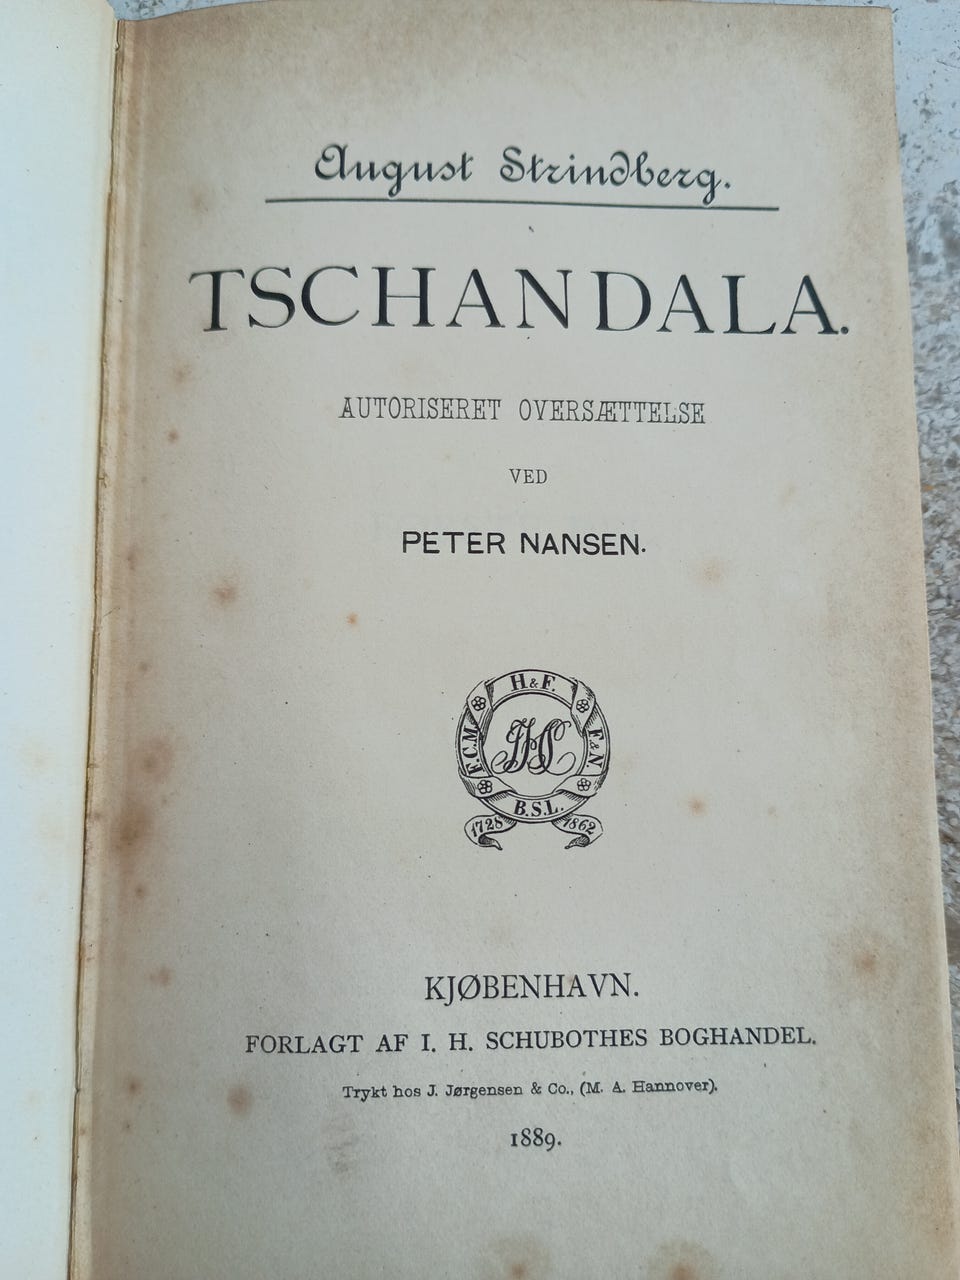 August Strindberg.
TSCHANDALA.
AUTORISERET OVERSÆTTELSE
VED
PETER NANSEN.
H & F.
F. C. M.
F & N.
JHS
B. S. L.
1728
1862
KJØBENHAVN.
FORLAGT AF I. H. SCHUBOTHES BOGHANDEL.
Trykt hos J. Jørgensen & Co., (M. A. Hannover).
1889.